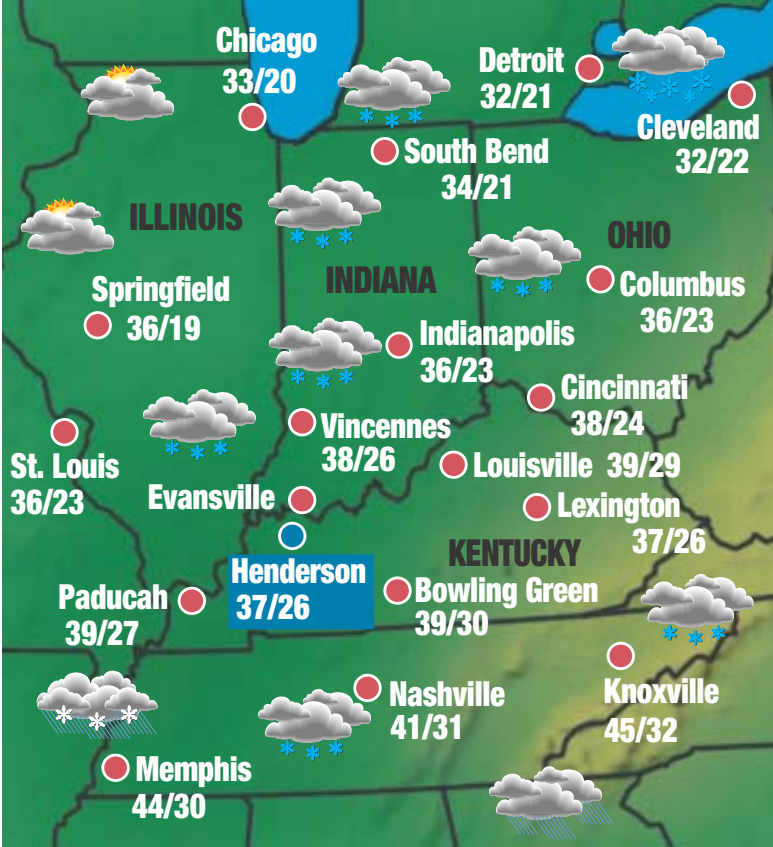 Chicago
33/20
Detroit
32/21
Cleveland
32/22
South Bend
34/21
ILLINOIS
OHIO
INDIANA
Springfield
36/19
Columbus
36/23
Indianapolis
36/23
Cincinnati
38/24
Vincennes
38/26
St. Louis
36/23
Louisville 39/29
Evansville
Lexington
37/26
KENTUCKY
Henderson
37/26
Paducah
39/27
Bowling Green
39/30
Nashville
41/31
Knoxville
45/32
Memphis
44/30